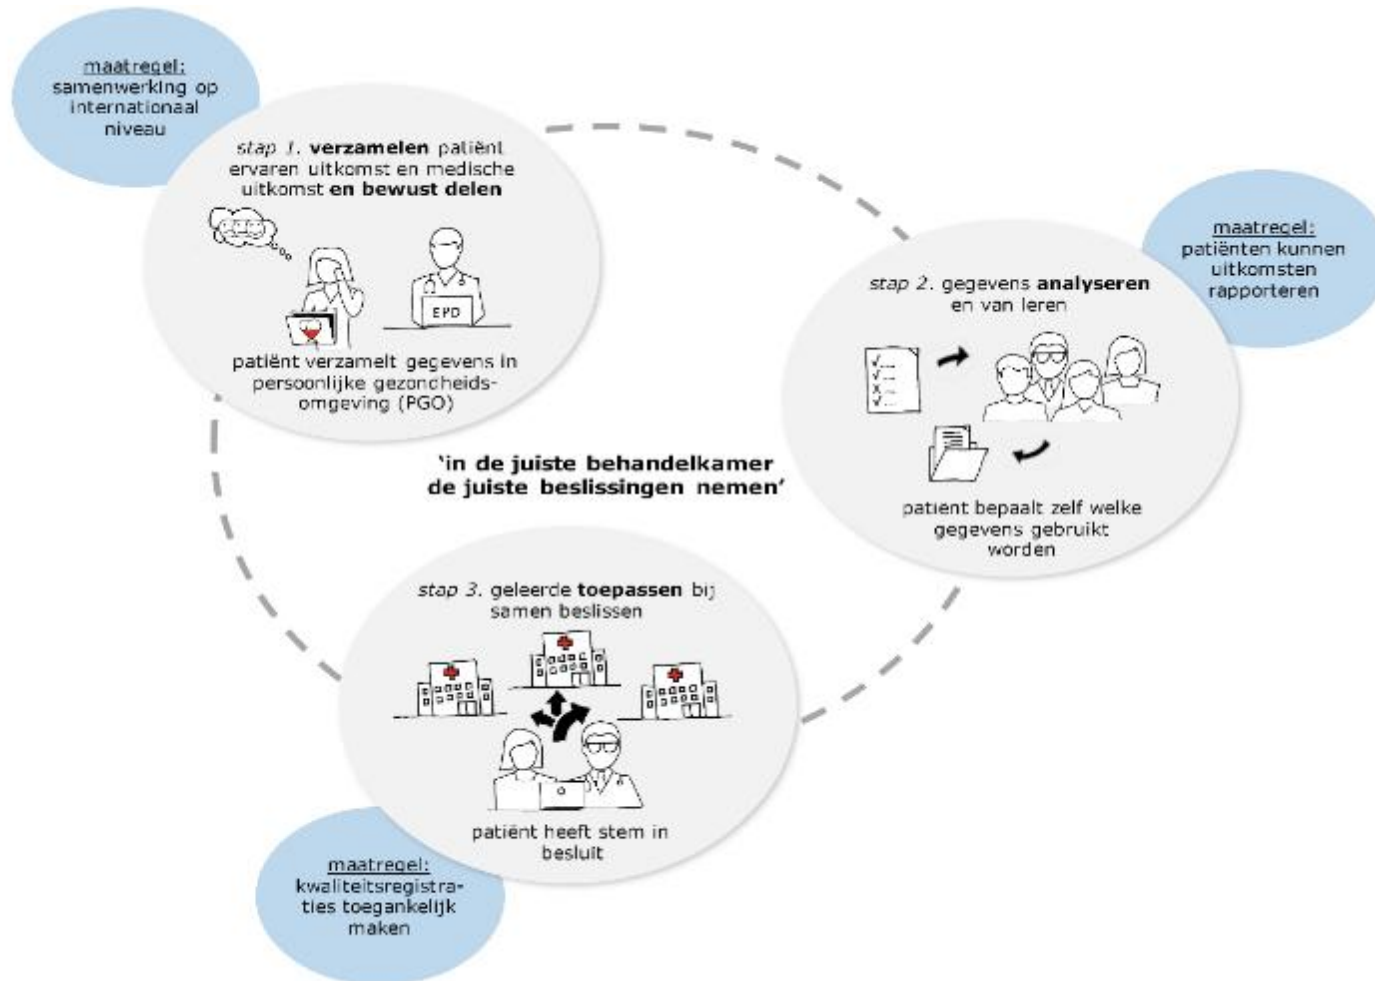 maatregel:
samenwerking op
internationaal
niveau
stap 1. verzamelen patiënt
ervaren uitkomst en medische
uitkomst en bewust delen
EPD
patiënt verzamelt gegevens in
persoonlijke gezondheids-
omgeving (PGO)
maatregel:
patiënten kunnen
uitkomsten
rapporteren
stap 2. gegevens analyseren
en van leren
patient bepaalt zelf welke
gegevens gebruikt
worden
‘in de juiste behandelkamer
de juiste beslissingen nemen’
stap 3. geleerde toepassen bij
samen beslissen
patiënt heeft stem in
besluit
maatregel:
kwaliteitsregistra-
ties toegankelijk
maken